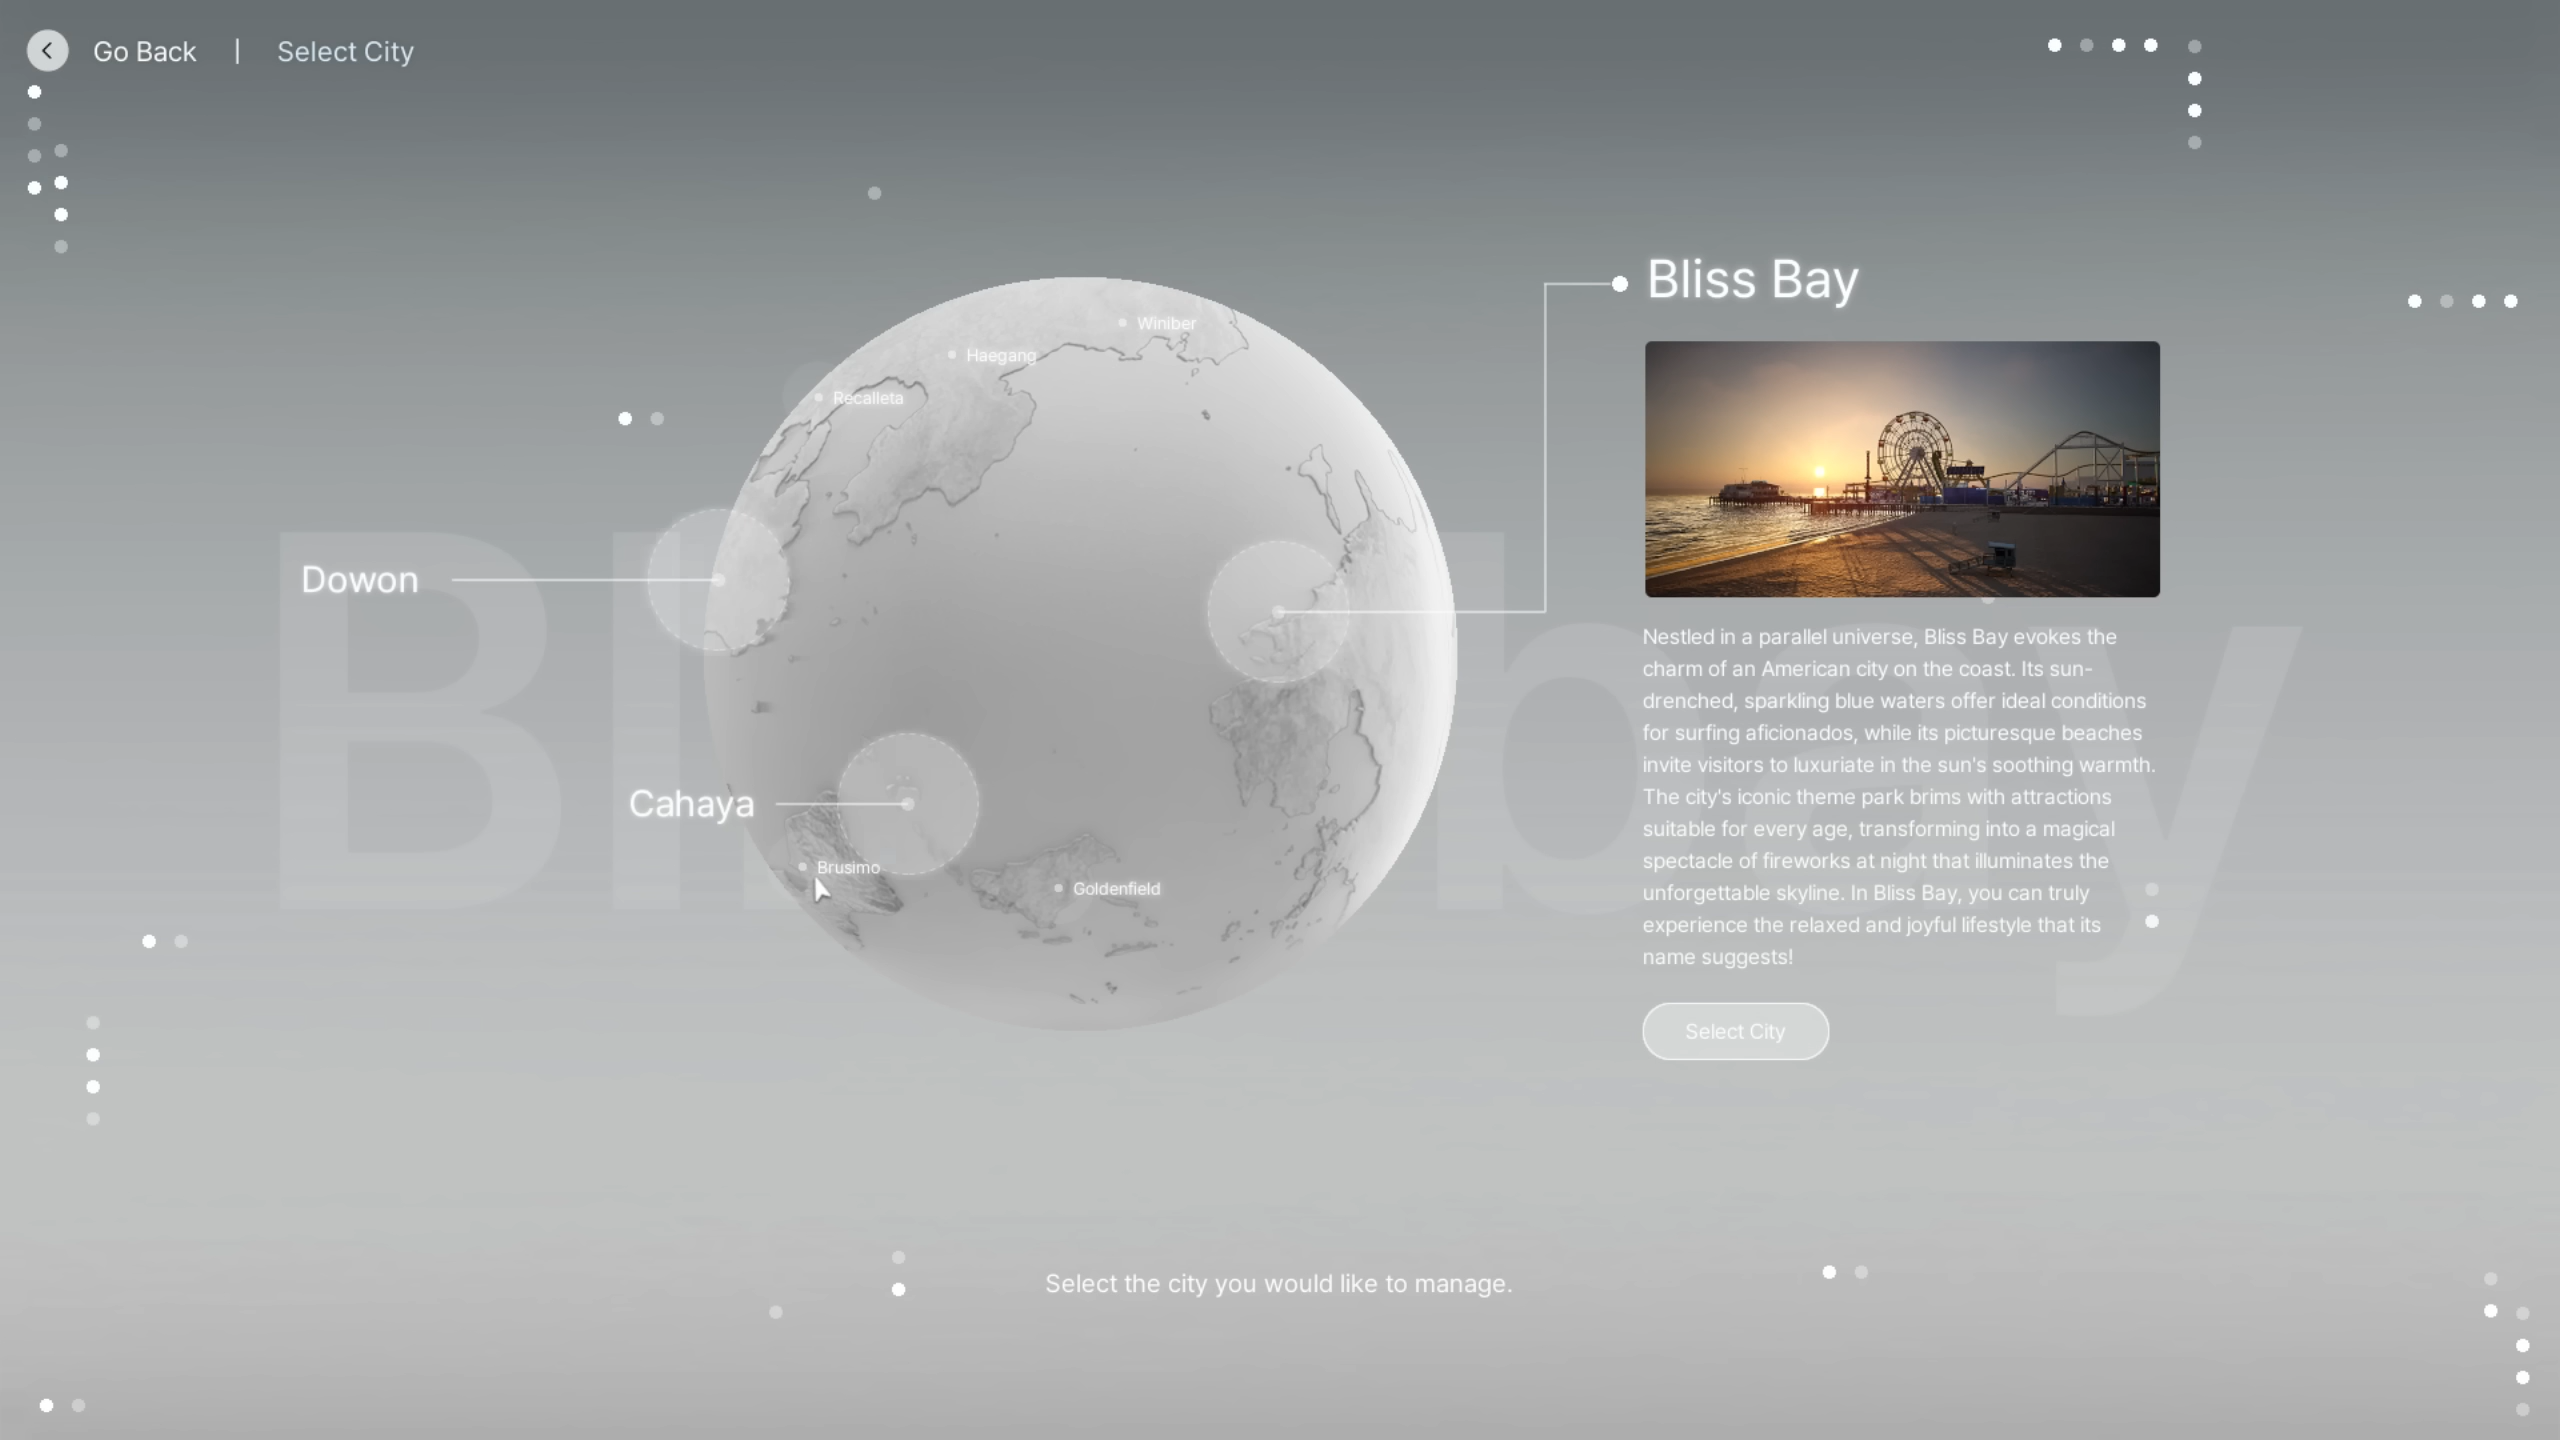 Go Back | Select City
Bliss Bay
Winiber
Haegang
Recalleta
Dowon
Cahaya
Brusimo
Goldenfield
Nestled in a parallel universe, Bliss Bay evokes the
charm of an American city on the coast. Its sun-
drenched, sparkling blue waters offer ideal conditions
for surfing aficionados, while its picturesque beaches
invite visitors to luxuriate in the sun's soothing warmth.
The city's iconic theme park brims with attractions
suitable for every age, transforming into a magical
spectacle of fireworks at night that illuminates the
unforgettable skyline. In Bliss Bay, you can truly
experience the relaxed and joyful lifestyle that its
name suggests!
Select City
Select the city you would like to manage.